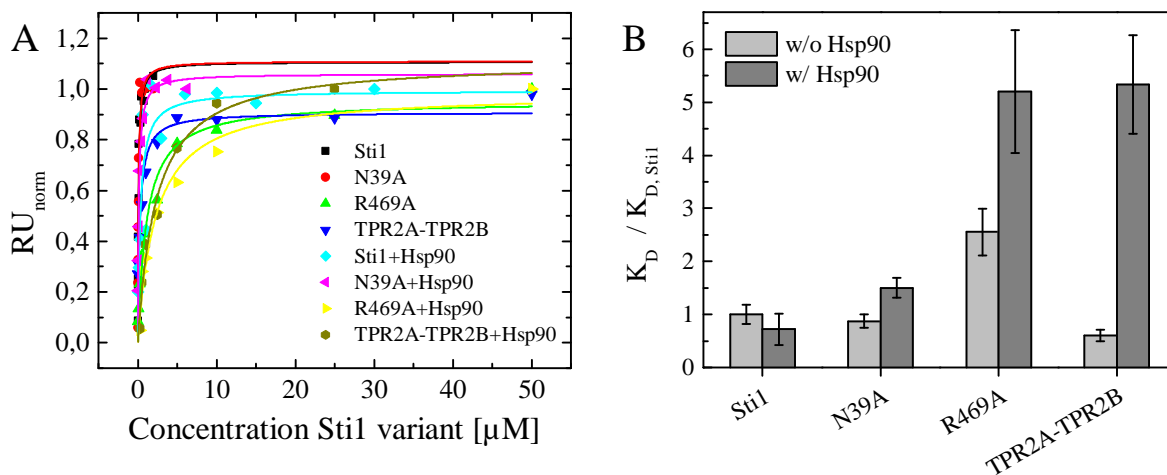 A
1,2
1,0
0,8
0,6
0,4
0,2
0,0
RUnorm
Sti1
N39A
R469A
TPR2A-TPR2B
Sti1+Hsp90
N39A+Hsp90
R469A+Hsp90
TPR2A-TPR2B+Hsp90
0 10 20 30 40 50
Concentration Sti1 variant [µM]
B
6
5
4
3
2
1
0
KD / KD, Sti1
w/o Hsp90
w/ Hsp90
Sti1
N39A
R469A
TPR2A-TPR2B